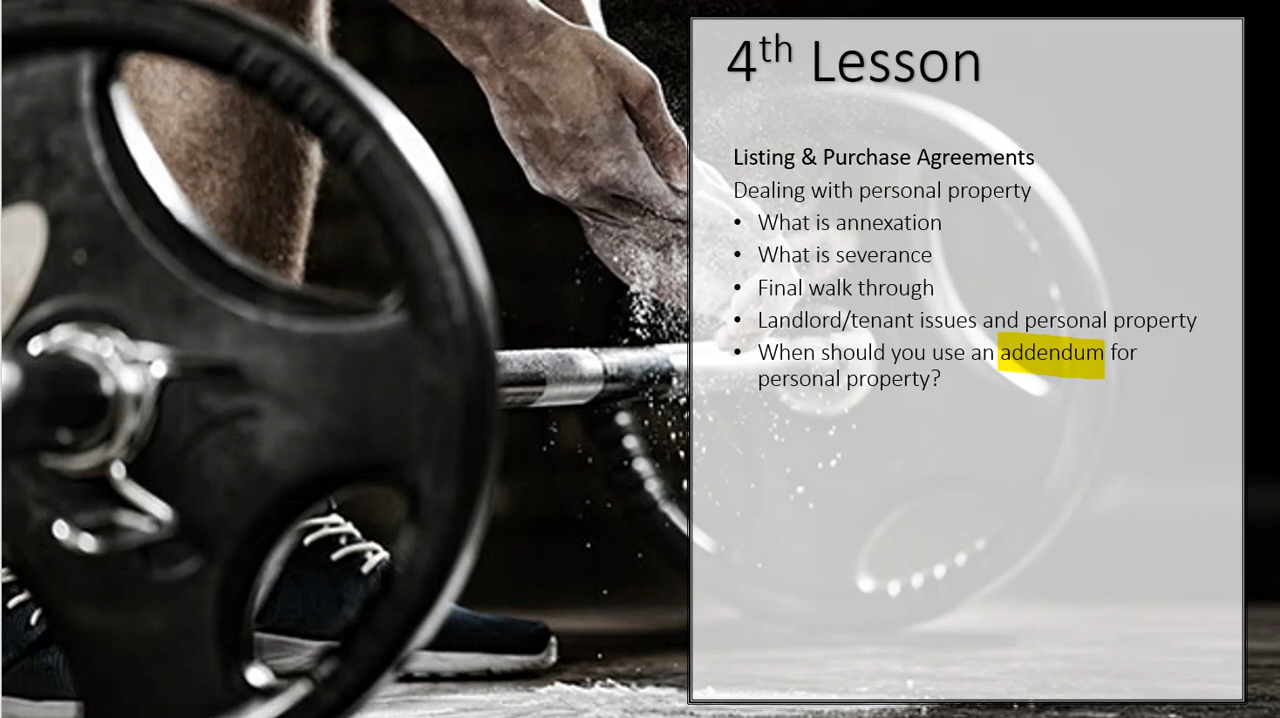 4th Lesson
Listing & Purchase Agreements
Dealing with personal property
• What is annexation
• What is severance
• Final walk through
• Landlord/tenant issues and personal property
• When should you use an addendum for
personal property?